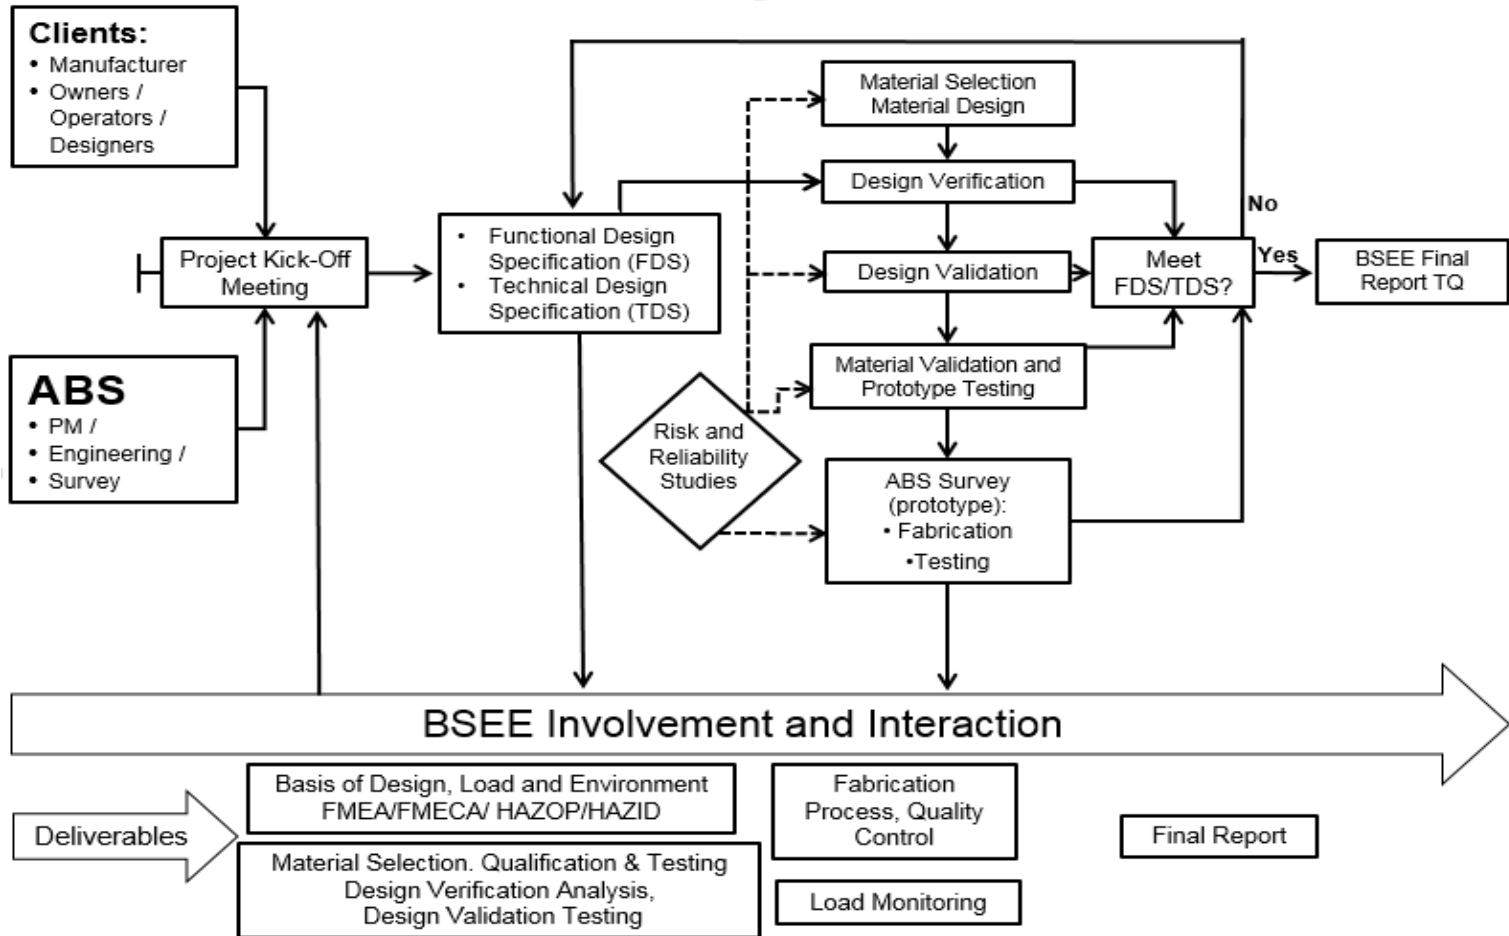 Clients:
• Manufacturer
• Owners /
Operators /
Designers
Project Kick-Off
Meeting
ABS
• PM /
• Engineering /
• Survey
• Functional Design
Specification (FDS)
• Technical Design
Specification (TDS)
Material Selection
Material Design
Design Verification
Design Validation
Material Validation and
Prototype Testing
Risk and
Reliability
Studies
ABS Survey
(prototype):
• Fabrication
•Testing
Meet
FDS/TDS?
No
Yes
BSEE Final
Report TQ
BSEE Involvement and Interaction
Deliverables
Basis of Design, Load and Environment
FMEA/FMECA/ HAZOP/HAZID
Material Selection. Qualification & Testing
Design Verification Analysis,
Design Validation Testing
Fabrication
Process, Quality
Control
Load Monitoring
Final Report